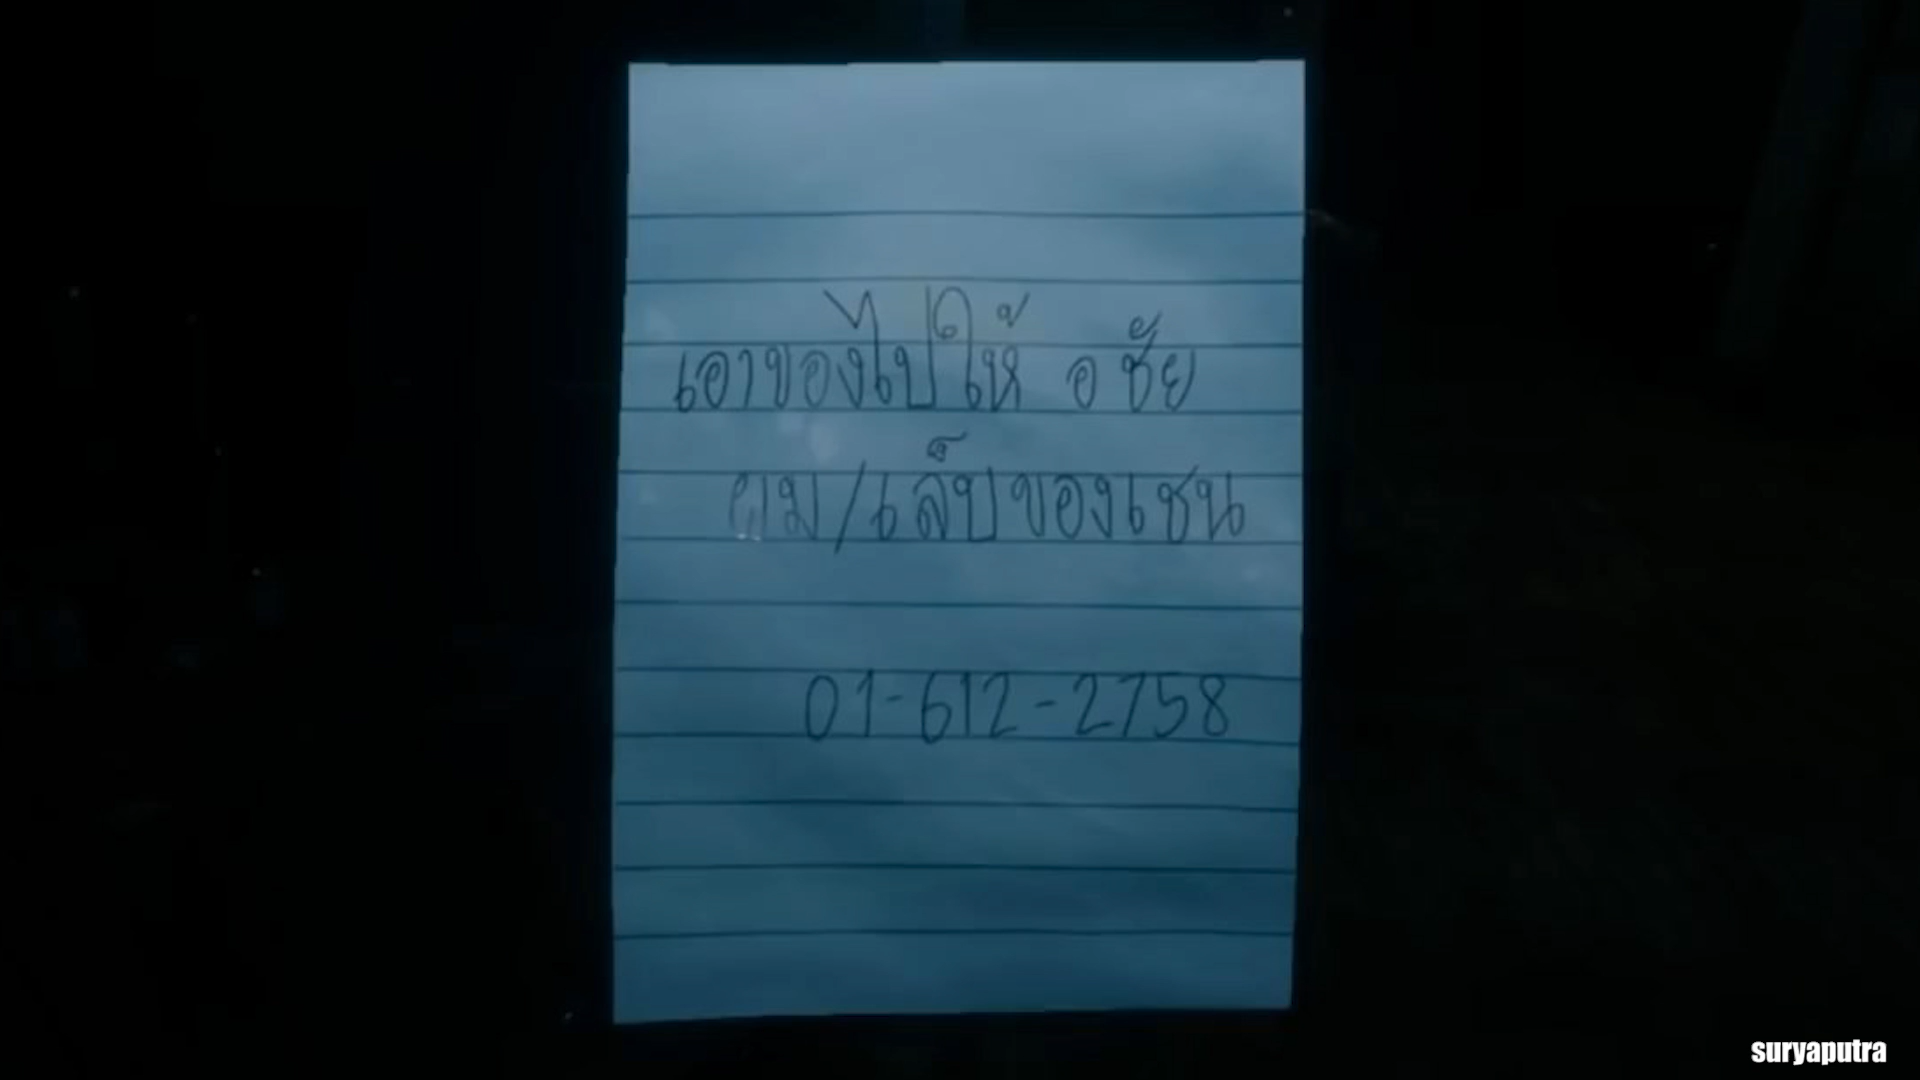 เอาของไปให้ อ ชัย
ผม/เล็บของเชน
01-612-2758
suryaputra